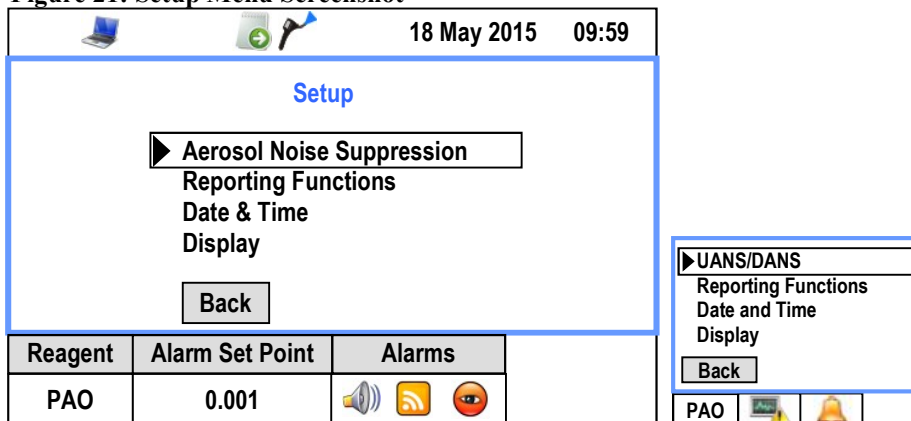 Figure 21: Setup Menu Screenshot
18 May 2015 09:59
Setup
Aerosol Noise Suppression
Reporting Functions
Date & Time
Display
Back
Reagent Alarm Set Point Alarms
PAO 0.001
UANS/DANS
Reporting Functions
Date and Time
Display
Back
PAO